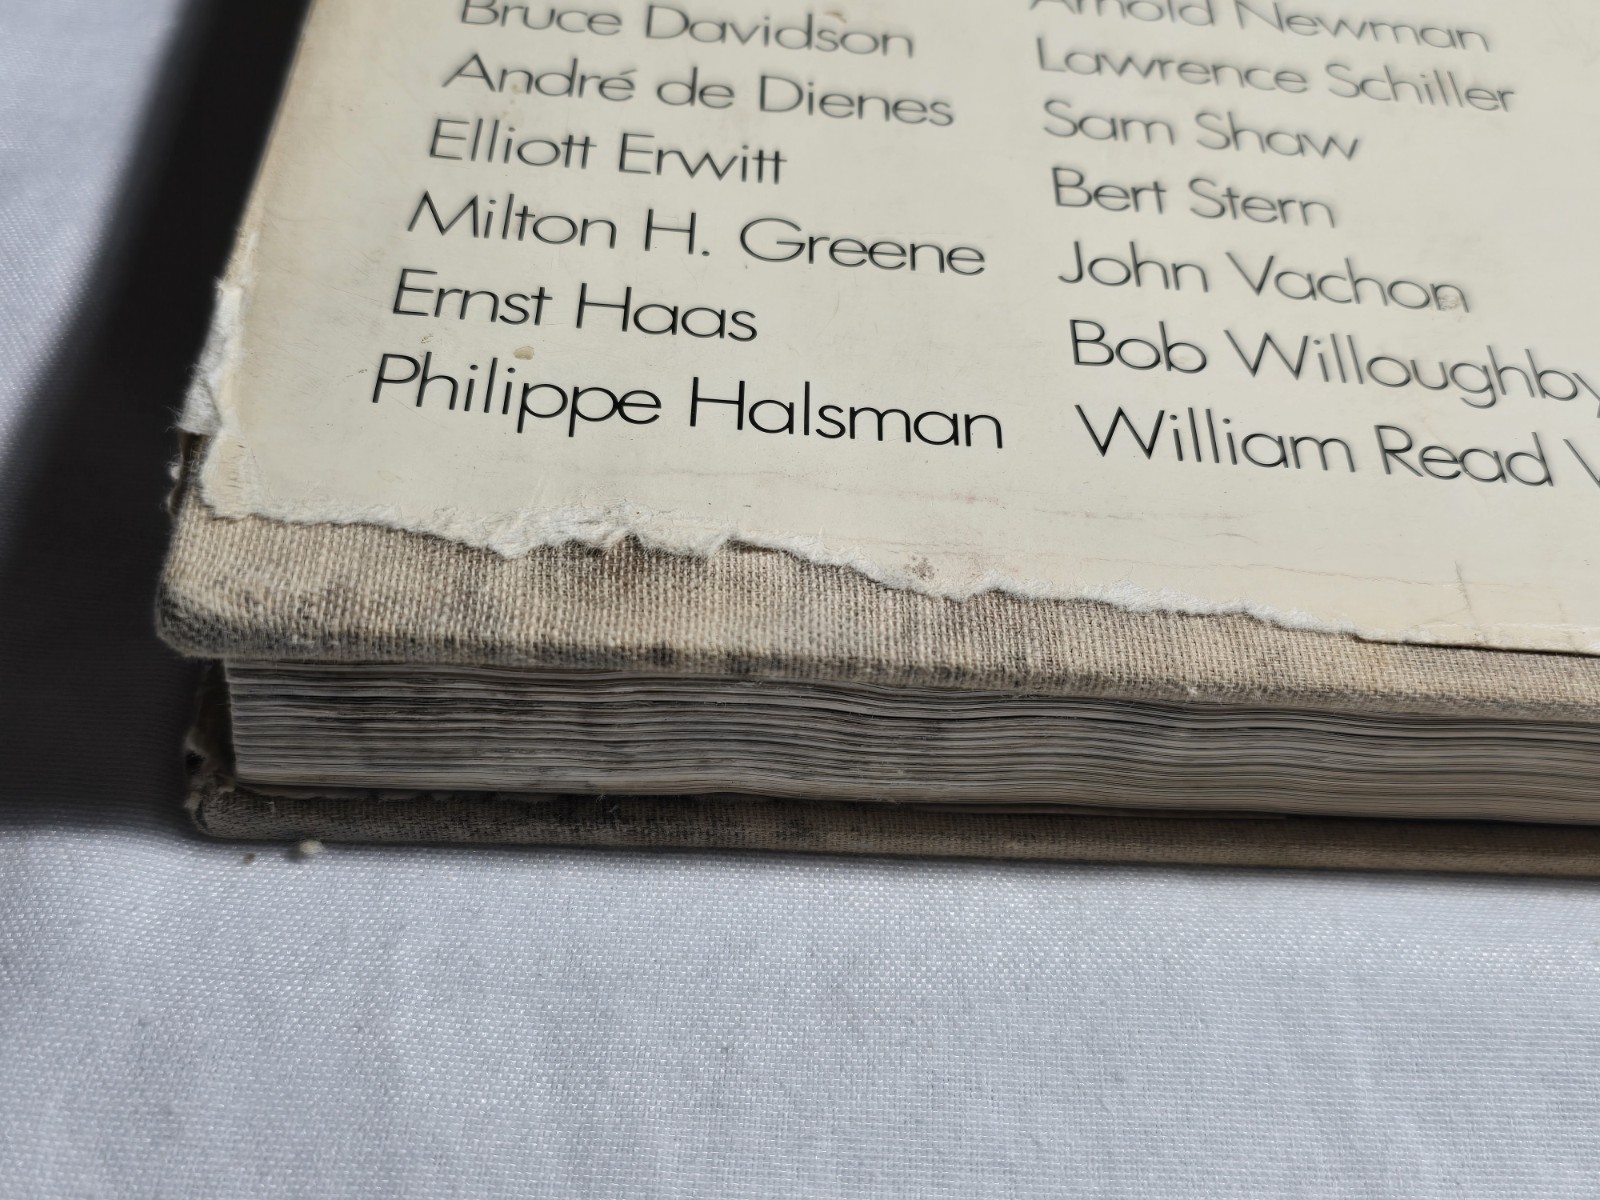 Bruce Davidson
André de Dienes
Elliott Erwitt
Milton H. Greene
Ernst Haas
Philippe Halsman
Arnold Newman
Lawrence Schiller
Sam Shaw
Bert Stern
John Vachon
Bob Willoughby
William Read